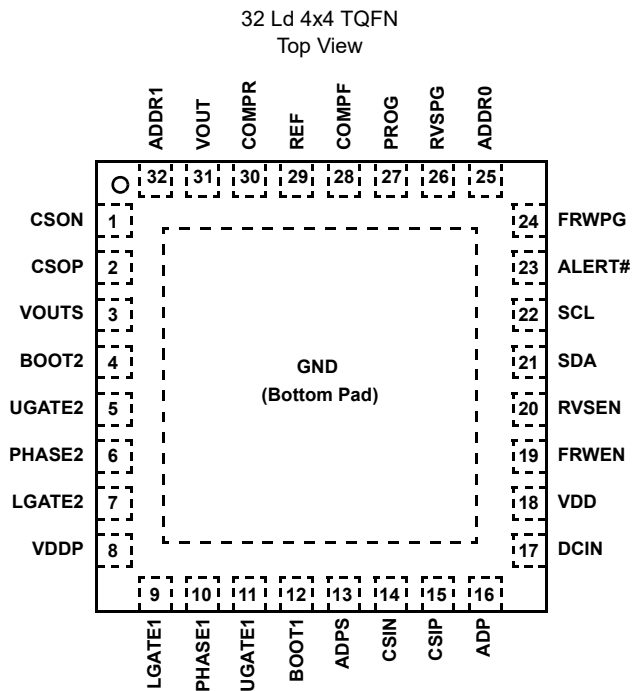 32 Ld 4x4 TQFN
Top View
ADDR1
VOUT
COMPR
REF
COMPF
PROG
RVSPG
ADDR0
32 31 30 29 28 27 26 25
CSON 1
CSOP 2
VOUTS 3
BOOT2 4
UGATE2 5
PHASE2 6
LGATE2 7
VDDP 8
GND
(Bottom Pad)
24 FRWPG
23 ALERT#
22 SCL
21 SDA
20 RVSEN
19 FRWEN
18 VDD
17 DCIN
9 10 11 12 13 14 15 16
LGATE1
PHASE1
UGATE1
BOOT1
ADPS
CSIN
CSIP
ADP